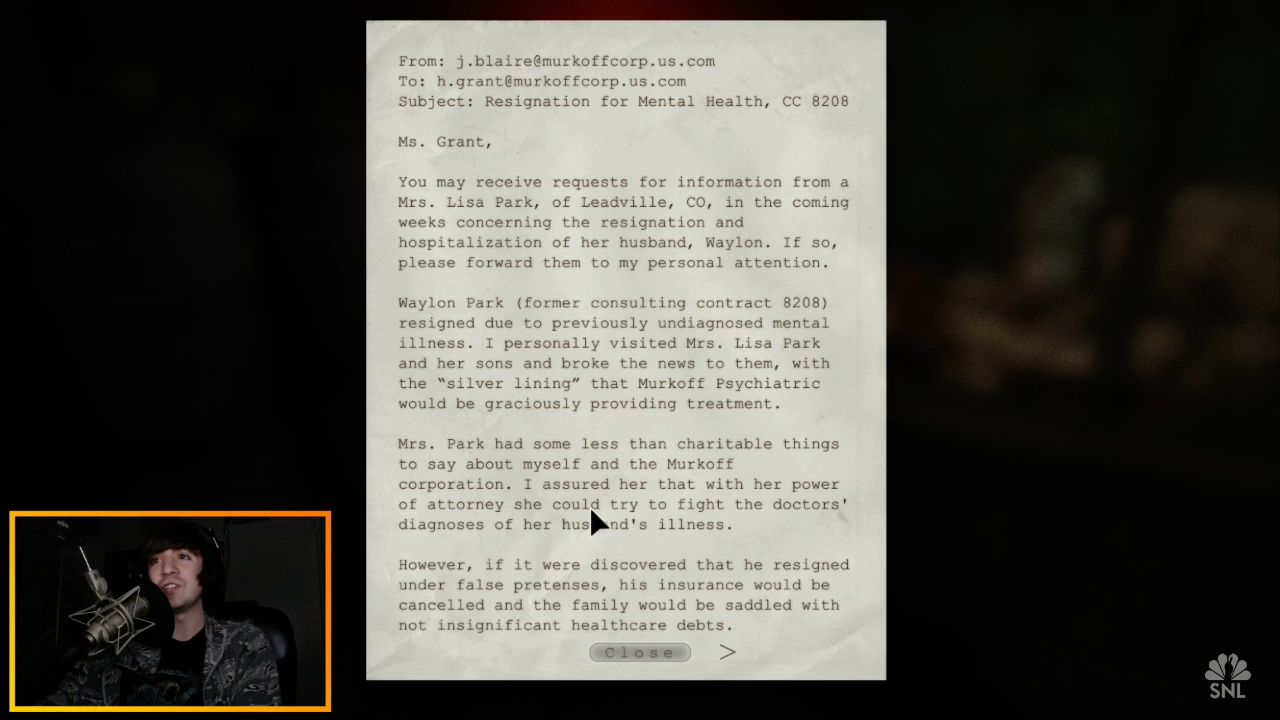 From: j.blaire@murkoffcorp.us.com
To: h.grant@murkoffcorp.us.com
Subject: Resignation for Mental Health, CC 8208
Ms. Grant,
You may receive requests for information from a
Mrs. Lisa Park, of Leadville, CO, in the coming
weeks concerning the resignation and
hospitalization of her husband, Waylon. If so,
please forward them to my personal attention.
Waylon Park (former consulting contract 8208)
resigned due to previously undiagnosed mental
illness. I personally visited Mrs. Lisa Park
and her sons and broke the news to them, with
the “silver lining” that Murkoff Psychiatric
would be graciously providing treatment.
Mrs. Park had some less than charitable things
to say about myself and the Murkoff
corporation. I assured her that with her power
of attorney she could try to fight the doctors'
diagnoses of her husband's illness.
However, if it were discovered that he resigned
under false pretenses, his insurance would be
cancelled and the family would be saddled with
not insignificant healthcare debts.
Close >
SNL